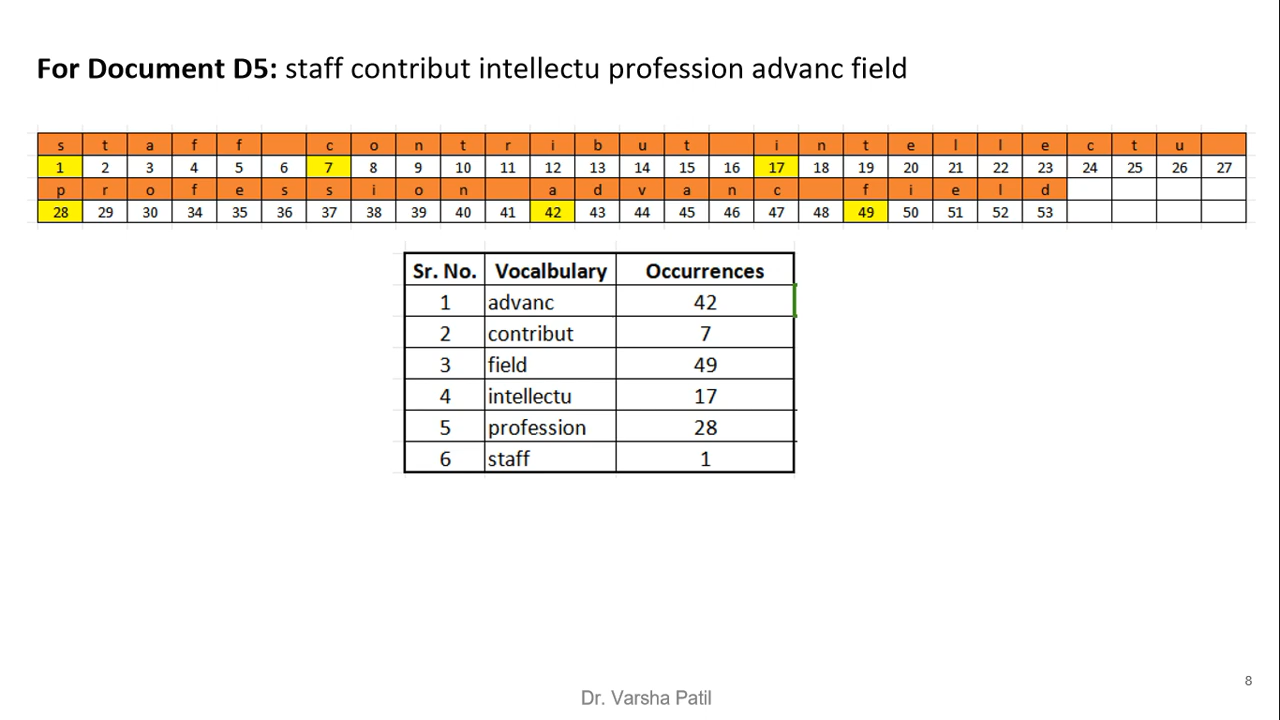 For Document D5: staff contribut intellectu profession advanc field
s t a f f c o n t r i b u t i n t e l l e c t u
1 2 3 4 5 6 7 8 9 10 11 12 13 14 15 16 17 18 19 20 21 22 23 24 25 26 27
p r o f e s s i o n a d v a n c f i e l d
28 29 30 34 35 36 37 38 39 40 41 42 43 44 45 46 47 48 49 50 51 52 53
Sr. No. Vocalbulary Occurrences
1 advanc 42
2 contribut 7
3 field 49
4 intellectu 17
5 profession 28
6 staff 1
8
Dr. Varsha Patil